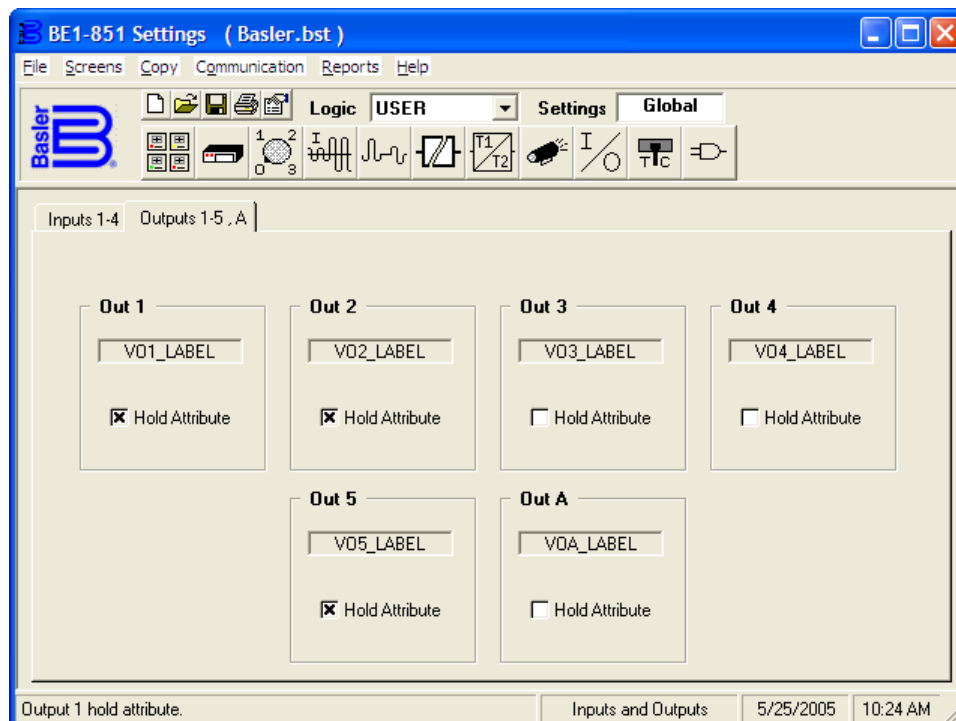 BE1-851 Settings ( Basler.bst )
File Screens Copy Communication Reports Help
Basler
Logic USER Settings Global
Inputs 1-4 Outputs 1-5 , A
Out 1 Out 2 Out 3 Out 4
VO1_LABEL VO2_LABEL VO3_LABEL VO4_LABEL
Hold Attribute Hold Attribute Hold Attribute Hold Attribute
Out 5 Out A
VO5_LABEL VOA_LABEL
Hold Attribute Hold Attribute
Output 1 hold attribute. Inputs and Outputs 5/25/2005 10:24 AM